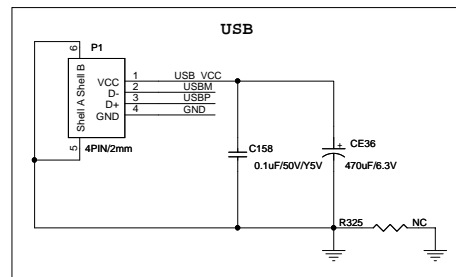 USB
P1
6
Shell A Shell B
5
VCC 1 USB_VCC
D- 2 USBM
D+ 3 USBP
GND 4 GND
4PIN/2mm
C158
0.1uF/50V/Y5V
+
CE36
470uF/6.3V
R325 NC